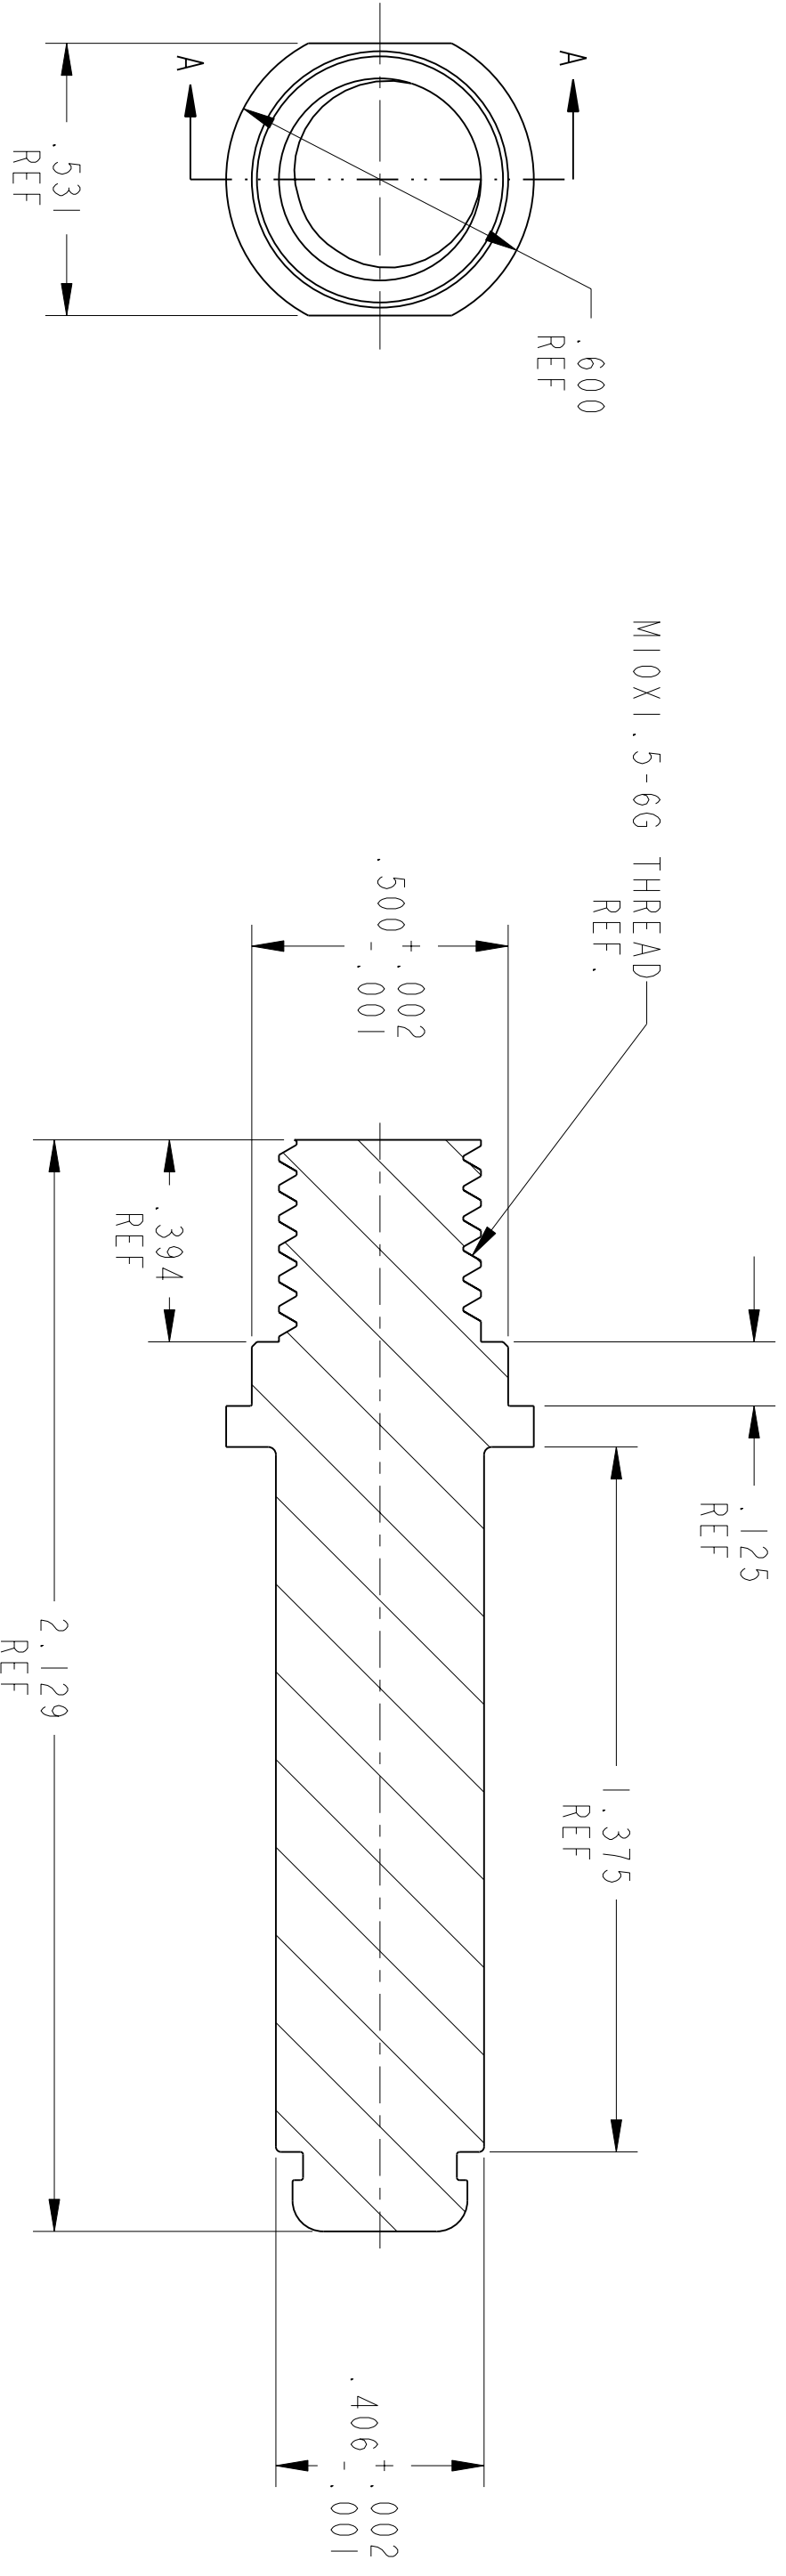 A
A
.531
REF
.600
REF
M10X1.5-6G THREAD
REF.
.500 +.002
-.001
.394
REF
.125
REF
1.375
REF
2.129
REF
.406 +.002
-.001